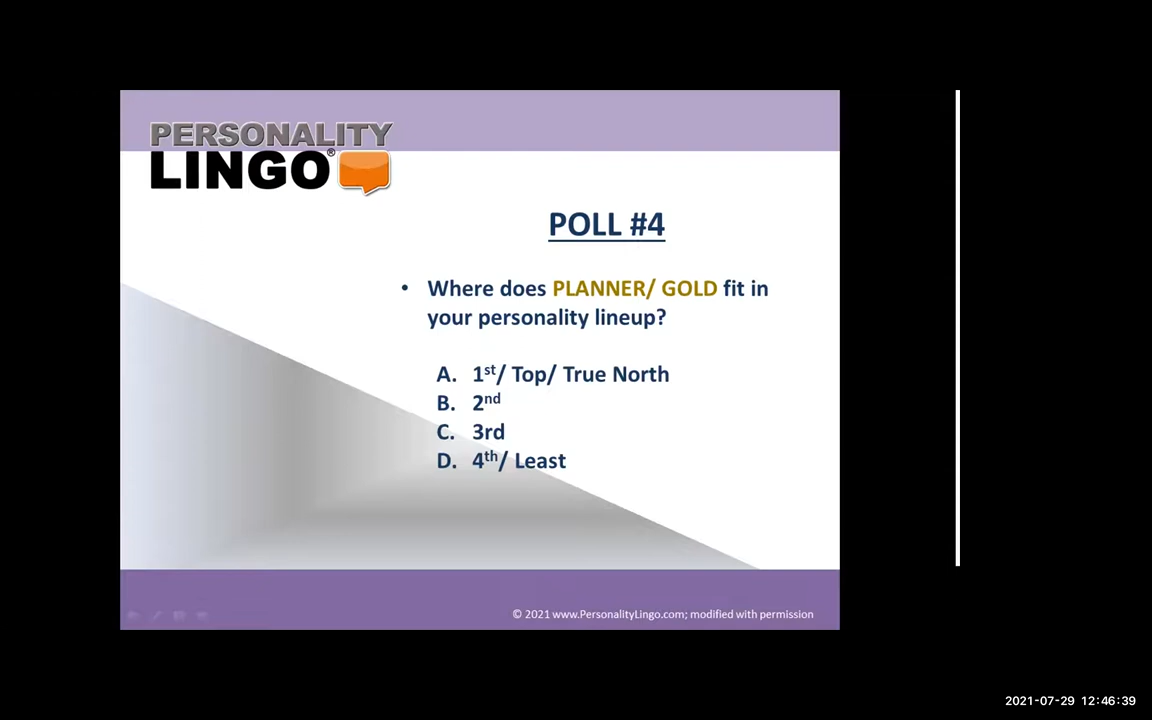 PERSONALITY
LINGO®
POLL #4
• Where does PLANNER/ GOLD fit in
your personality lineup?
A. 1st/ Top/ True North
B. 2nd
C. 3rd
D. 4th/ Least
© 2021 www.PersonalityLingo.com; modified with permission
2021-07-29 12:46:39